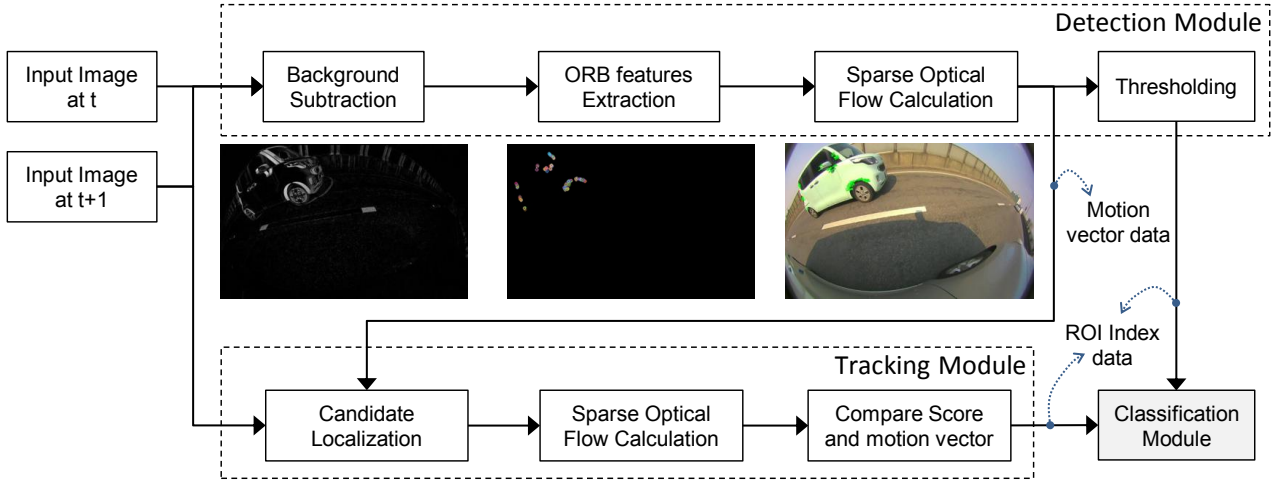 Detection Module
Input Image
at t
Background
Subtraction
ORB features
Extraction
Sparse Optical
Flow Calculation
Thresholding
Input Image
at t+1
Motion
vector data
ROI Index
data
Tracking Module
Candidate
Localization
Sparse Optical
Flow Calculation
Compare Score
and motion vector
Classification
Module